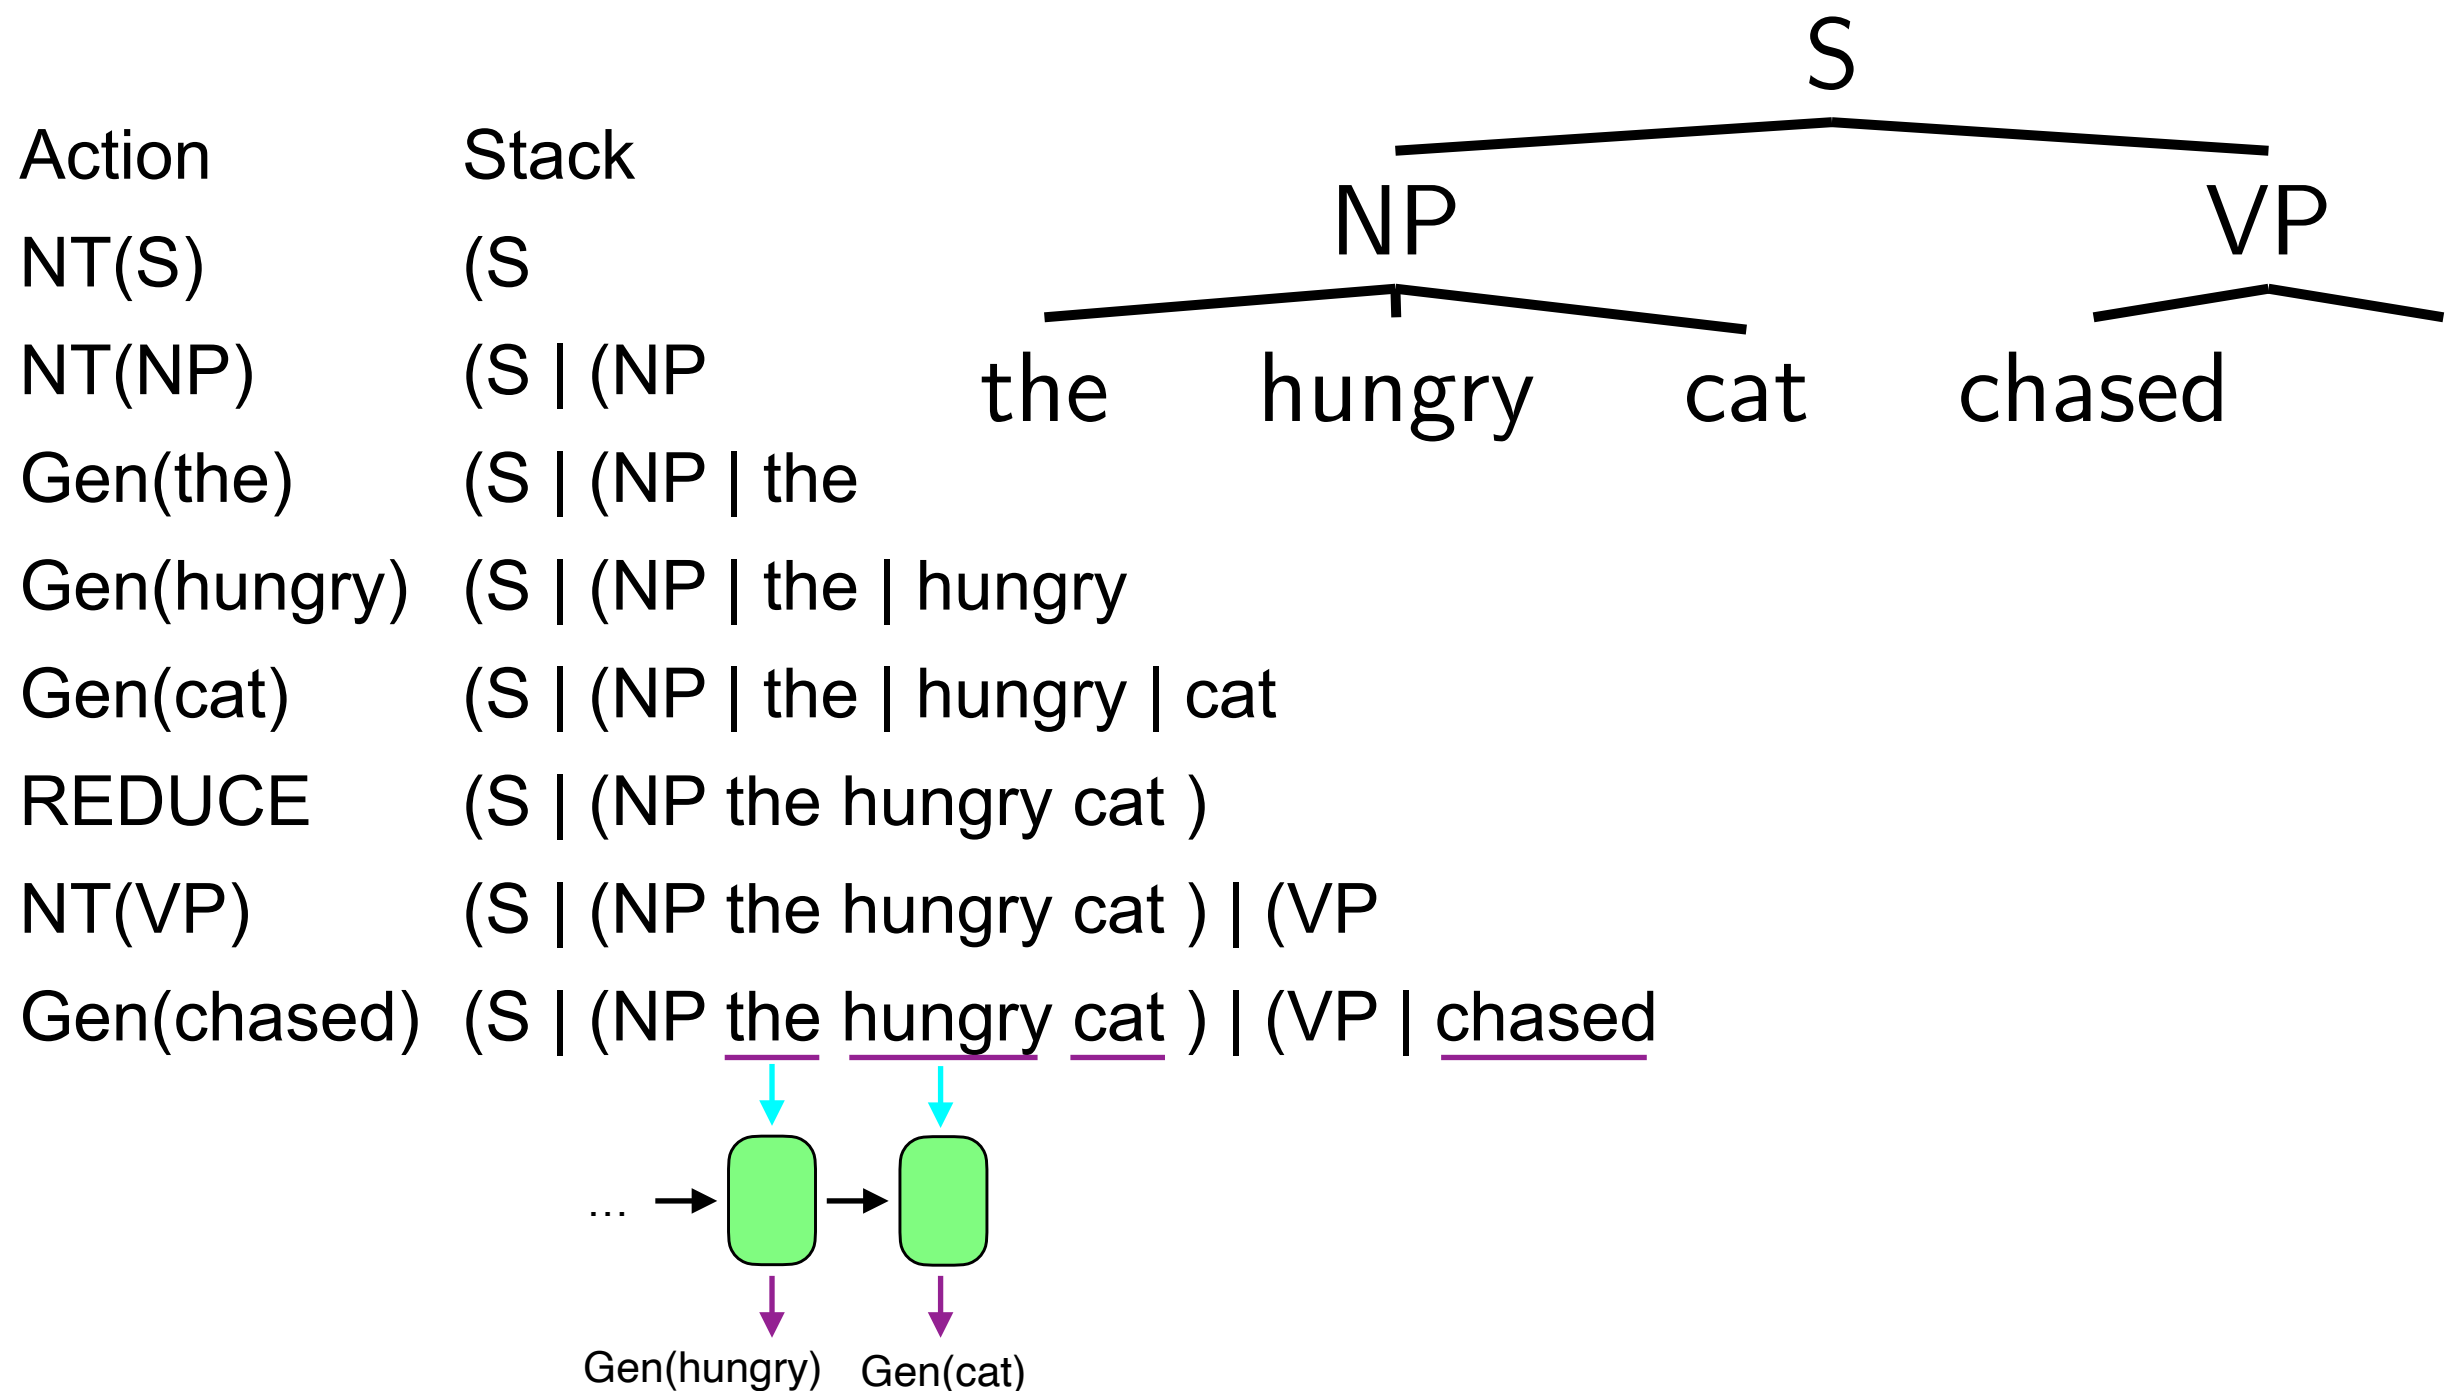 S
Action Stack
NP VP
NT(S) (S
NT(NP) (S | (NP
the hungry cat chased
Gen(the) (S | (NP | the
Gen(hungry) (S | (NP | the | hungry
Gen(cat) (S | (NP | the | hungry | cat
REDUCE (S | (NP the hungry cat )
NT(VP) (S | (NP the hungry cat ) | (VP
Gen(chased) (S | (NP the hungry cat ) | (VP | chased
...
Gen(hungry) Gen(cat)